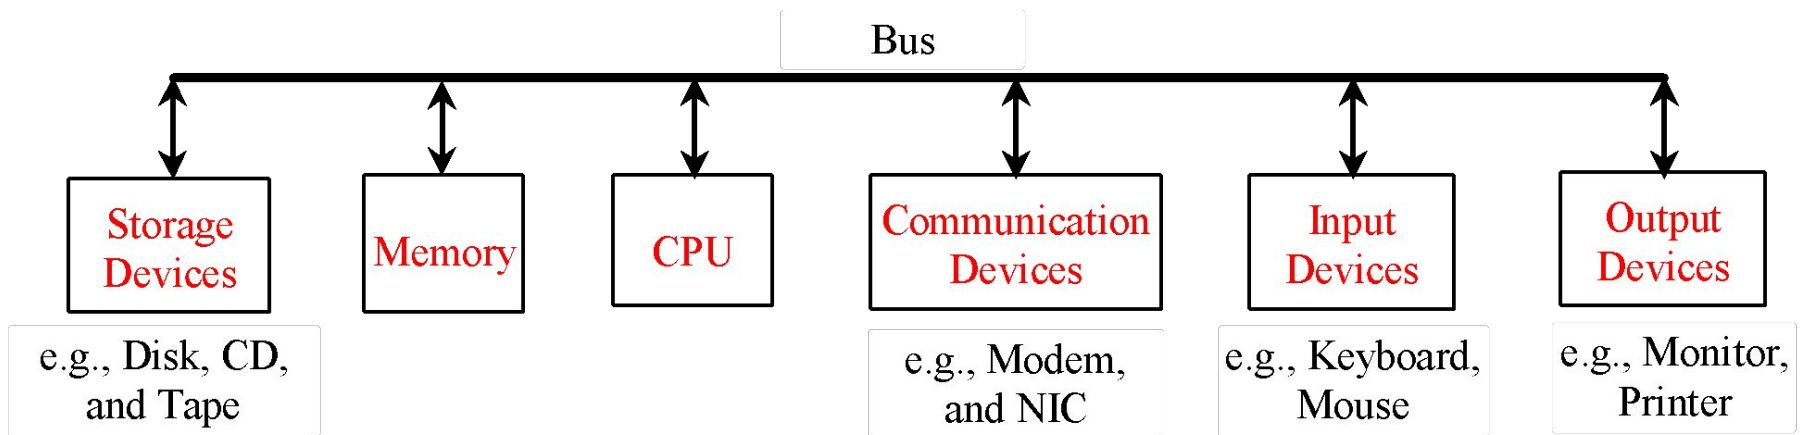 Bus
Storage
Devices
Memory
CPU
Communication
Devices
Input
Devices
Output
Devices
e.g., Disk, CD,
and Tape
e.g., Modem,
and NIC
e.g., Keyboard,
Mouse
e.g., Monitor,
Printer